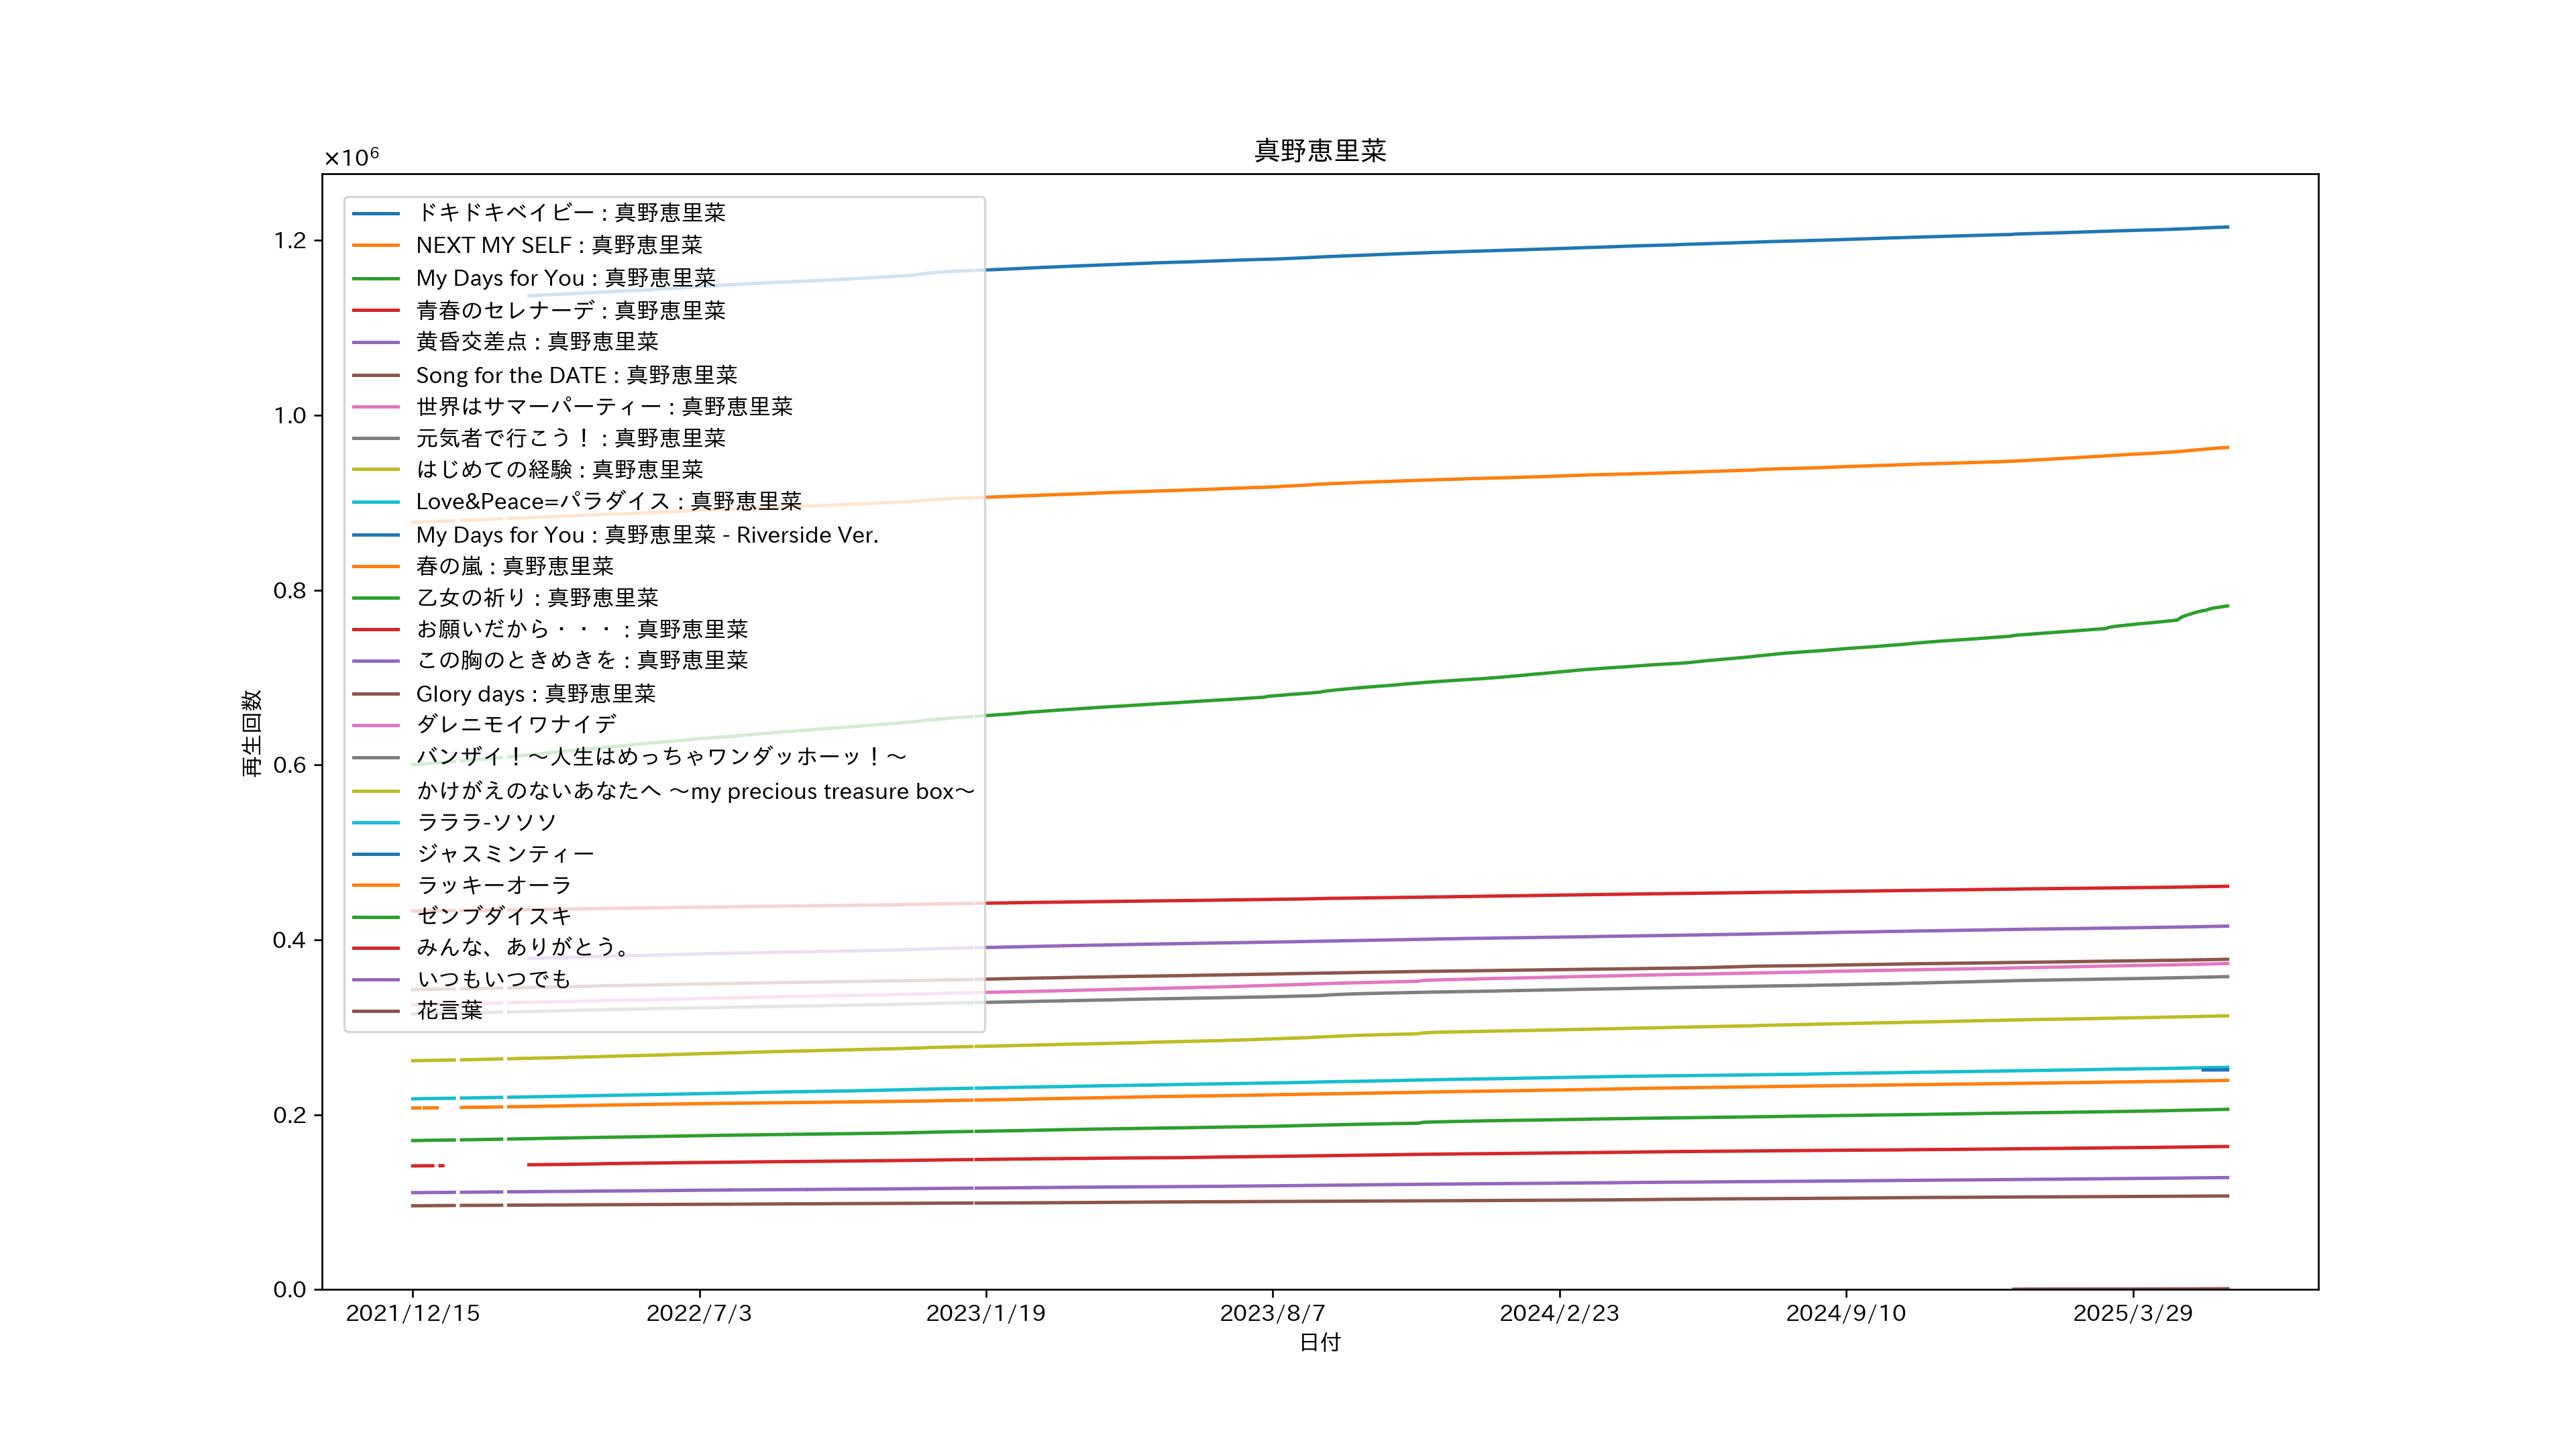 真野恵里菜
×10⁶
1.2
1.0
0.8
0.6
0.4
0.2
0.0
再生回数
ドキドキベイビー : 真野恵里菜
NEXT MY SELF : 真野恵里菜
My Days for You : 真野恵里菜
青春のセレナーデ : 真野恵里菜
黄昏交差点 : 真野恵里菜
Song for the DATE : 真野恵里菜
世界はサマーパーティー : 真野恵里菜
元気者で行こう！ : 真野恵里菜
はじめての経験 : 真野恵里菜
Love&Peace=パラダイス : 真野恵里菜
My Days for You : 真野恵里菜 - Riverside Ver.
春の嵐 : 真野恵里菜
乙女の祈り : 真野恵里菜
お願いだから・・・ : 真野恵里菜
この胸のときめきを : 真野恵里菜
Glory days : 真野恵里菜
ダレニモイワナイデ
バンザイ！〜人生はめっちゃワンダッホーッ！〜
かけがえのないあなたへ 〜my precious treasure box〜
ラララ-ソソソ
ジャスミンティー
ラッキーオーラ
ゼンブダイスキ
みんな、ありがとう。
いつもいつでも
花言葉
2021/12/15
2022/7/3
2023/1/19
2023/8/7
2024/2/23
2024/9/10
2025/3/29
日付